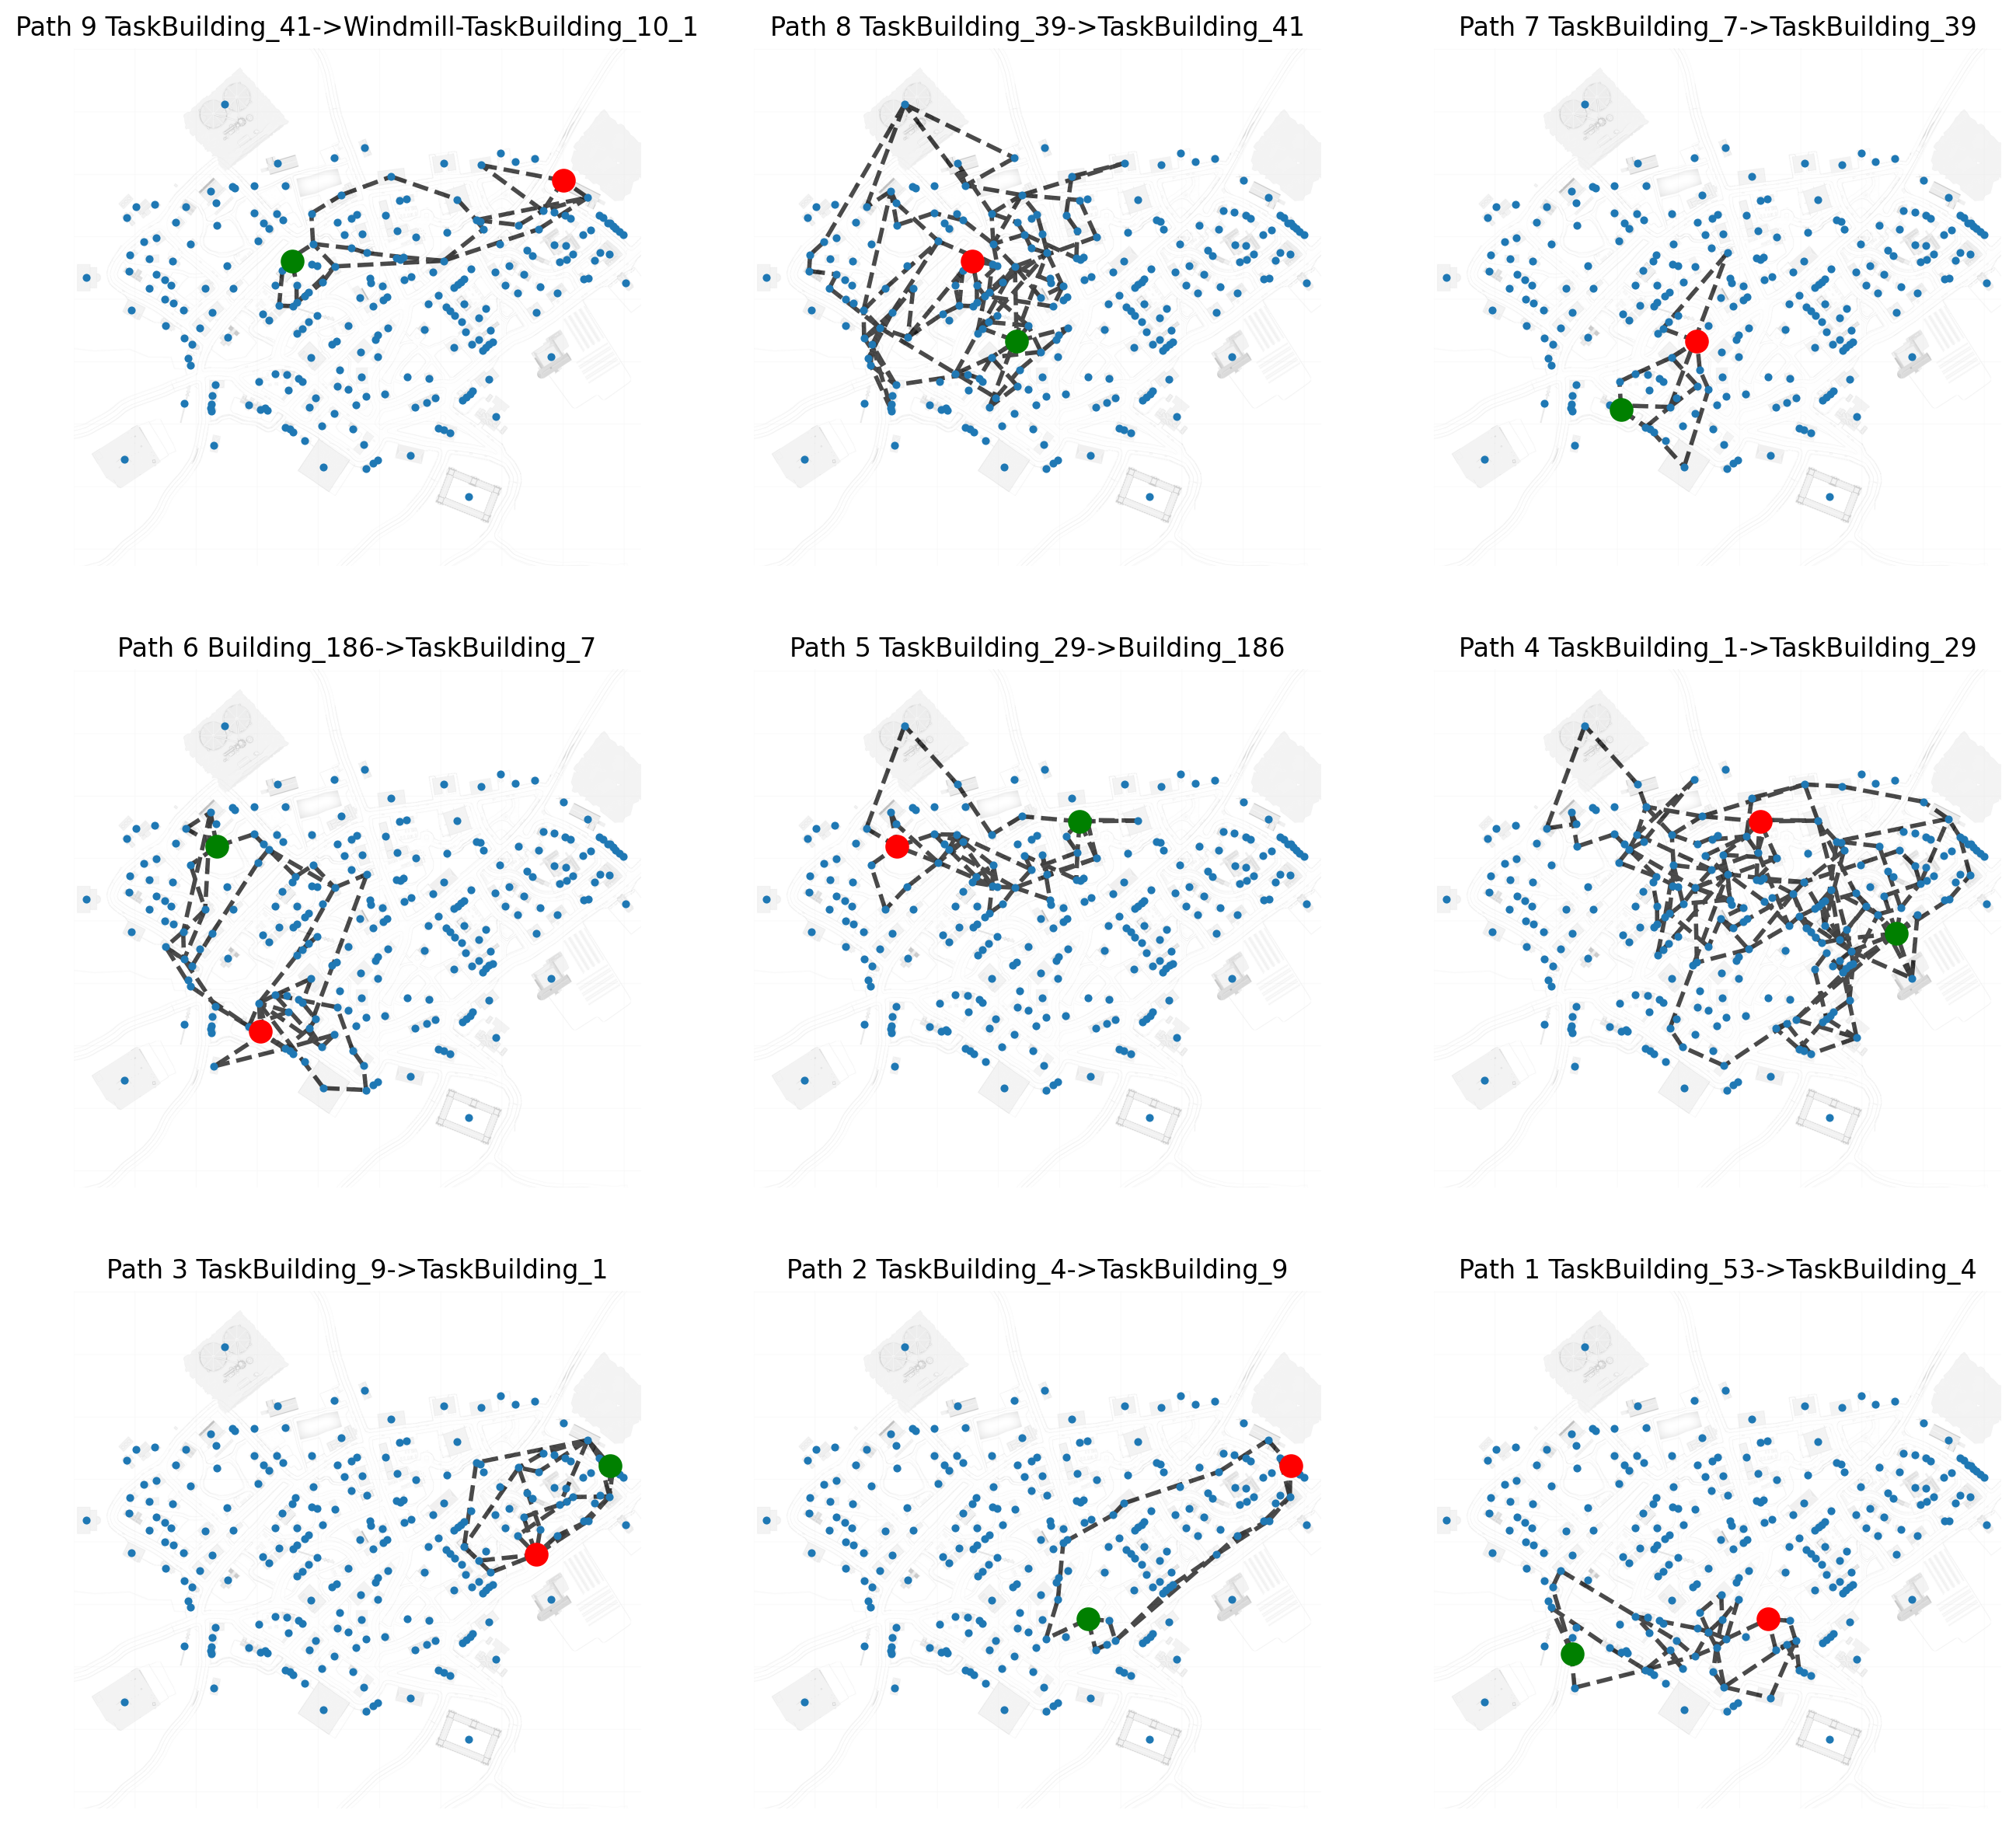 Path 9 TaskBuilding_41->Windmill-TaskBuilding_10_1
Path 8 TaskBuilding_39->TaskBuilding_41
Path 7 TaskBuilding_7->TaskBuilding_39
Path 6 Building_186->TaskBuilding_7
Path 5 TaskBuilding_29->Building_186
Path 4 TaskBuilding_1->TaskBuilding_29
Path 3 TaskBuilding_9->TaskBuilding_1
Path 2 TaskBuilding_4->TaskBuilding_9
Path 1 TaskBuilding_53->TaskBuilding_4